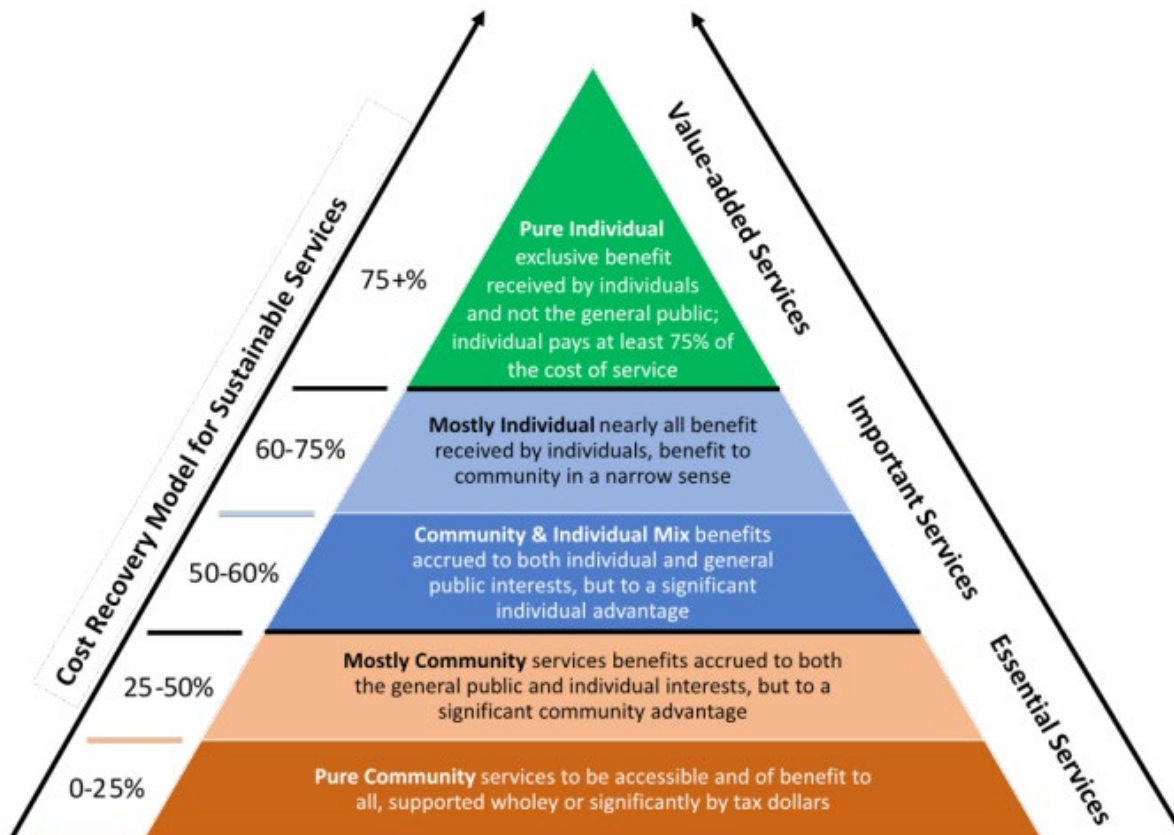 Cost Recovery Model for Sustainable Services
Value-added Services
Important Services
Essential Services
75+%
Pure Individual
exclusive benefit
received by individuals
and not the general public;
individual pays at least 75% of
the cost of service
60-75%
Mostly Individual nearly all benefit
received by individuals, benefit to
community in a narrow sense
50-60%
Community & Individual Mix benefits
accrued to both individual and general
public interests, but to a significant
individual advantage
25-50%
Mostly Community services benefits accrued to both
the general public and individual interests, but to a
significant community advantage
0-25%
Pure Community services to be accessible and of benefit to
all, supported wholey or significantly by tax dollars